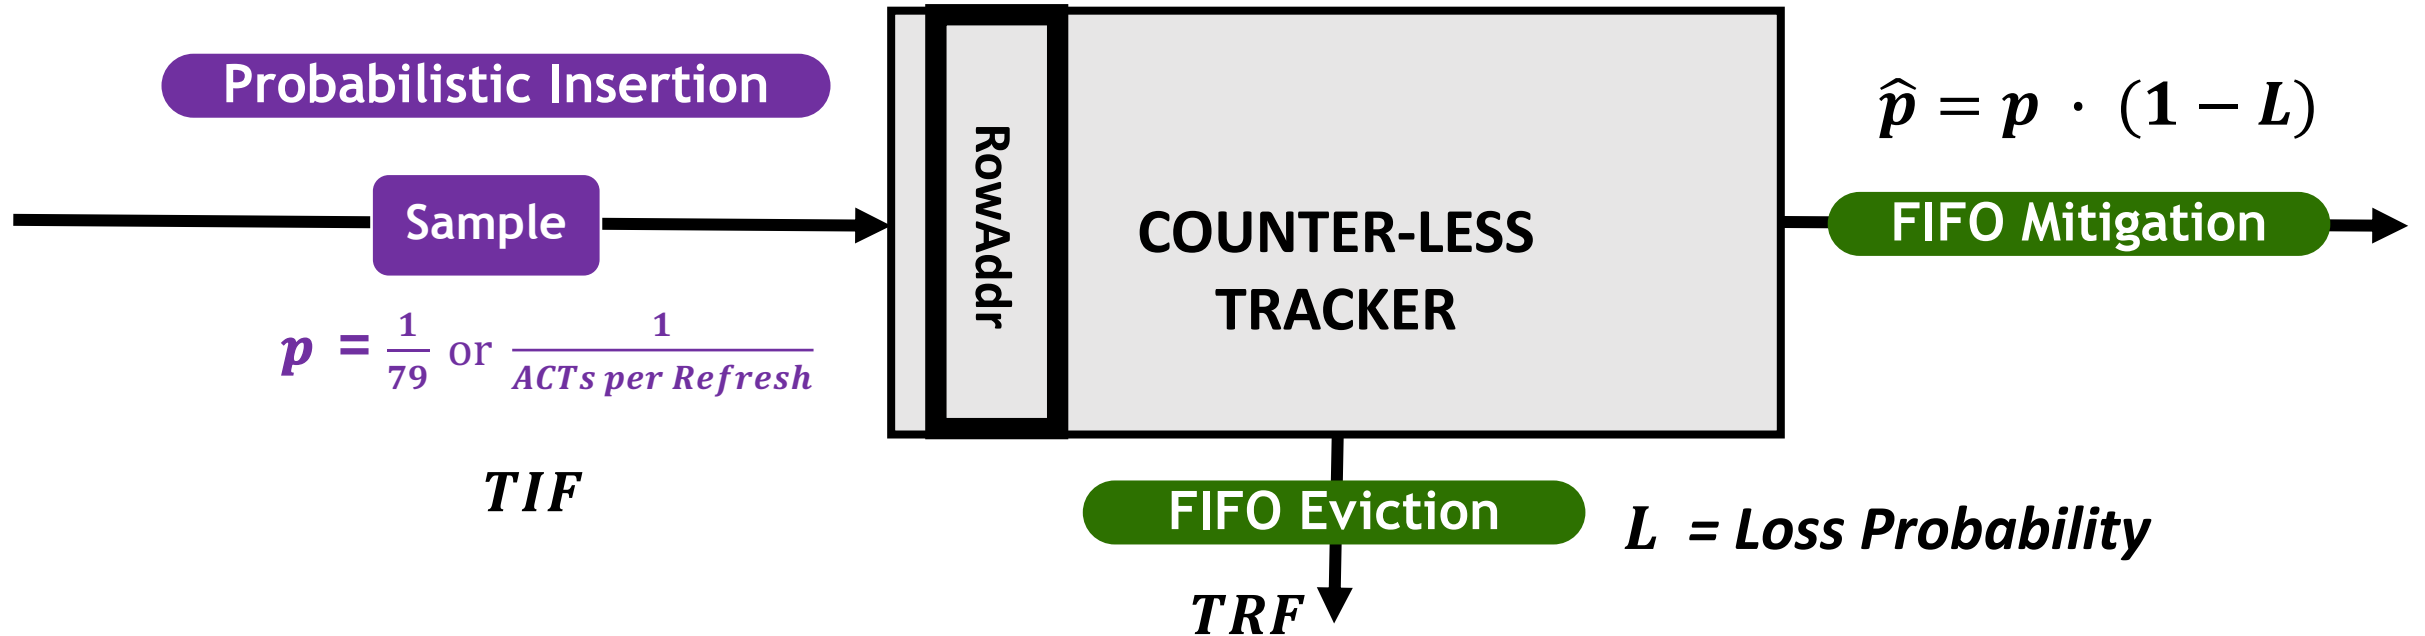 Probabilistic Insertion
Sample
p = 1/79 or 1/ACTs per Refresh
TIF
RowAddr
COUNTER-LESS
TRACKER
p̂ = p · (1 − L)
FIFO Mitigation
FIFO Eviction
L = Loss Probability
TRF